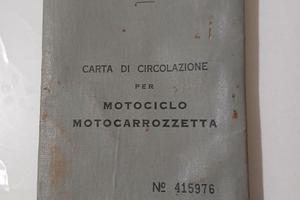 CARTA DI CIRCOLAZIONE
PER
MOTOCICLO
MOTOCARROZZETTA
Nº 415976